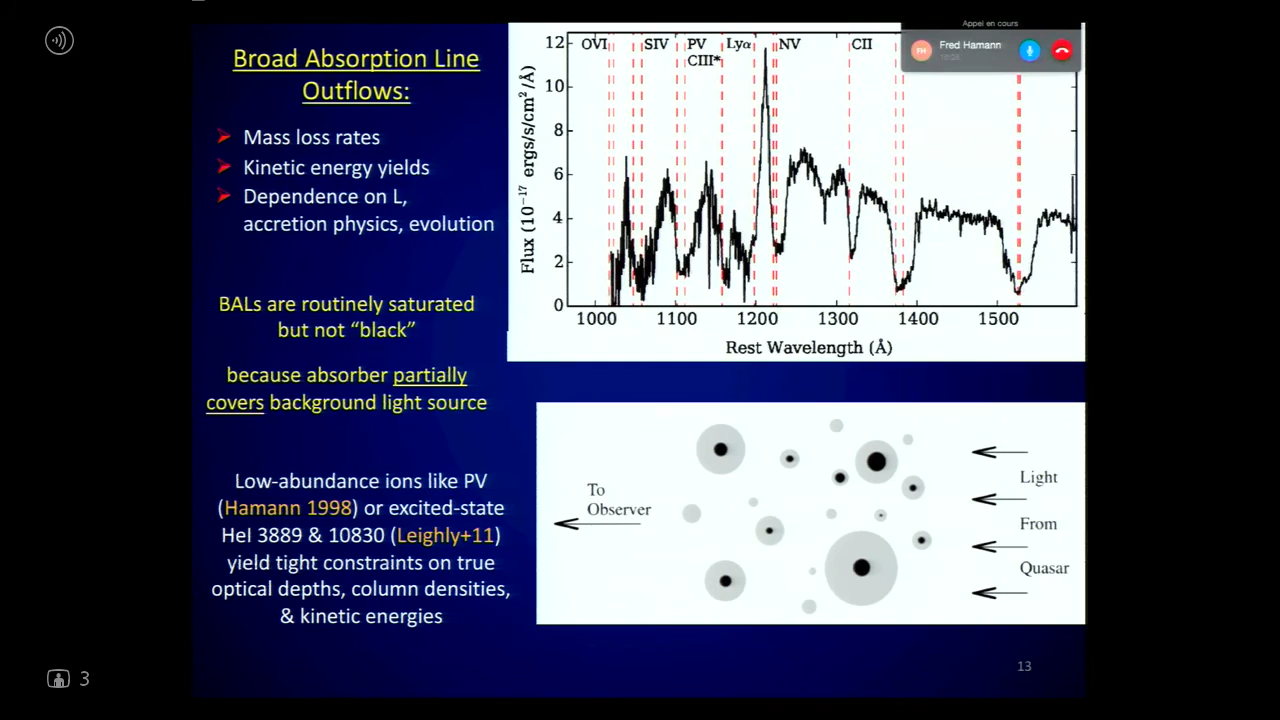 Broad Absorption Line
Outflows:
Mass loss rates
Kinetic energy yields
Dependence on L,
accretion physics, evolution
BALs are routinely saturated
but not “black”
because absorber partially
covers background light source
Low-abundance ions like PV
(Hamann 1998) or excited-state
HeI 3889 & 10830 (Leighly+11)
yield tight constraints on true
optical depths, column densities,
& kinetic energies
Appel en cours
FH
Fred Hamann
OVI SIV PV Lyα NV CII
CIII*
12
10
8
6
4
2
0
Flux (10⁻¹⁷ ergs/s/cm²/Å)
1000 1100 1200 1300 1400 1500
Rest Wavelength (Å)
To
Observer
Light
From
Quasar
13
3